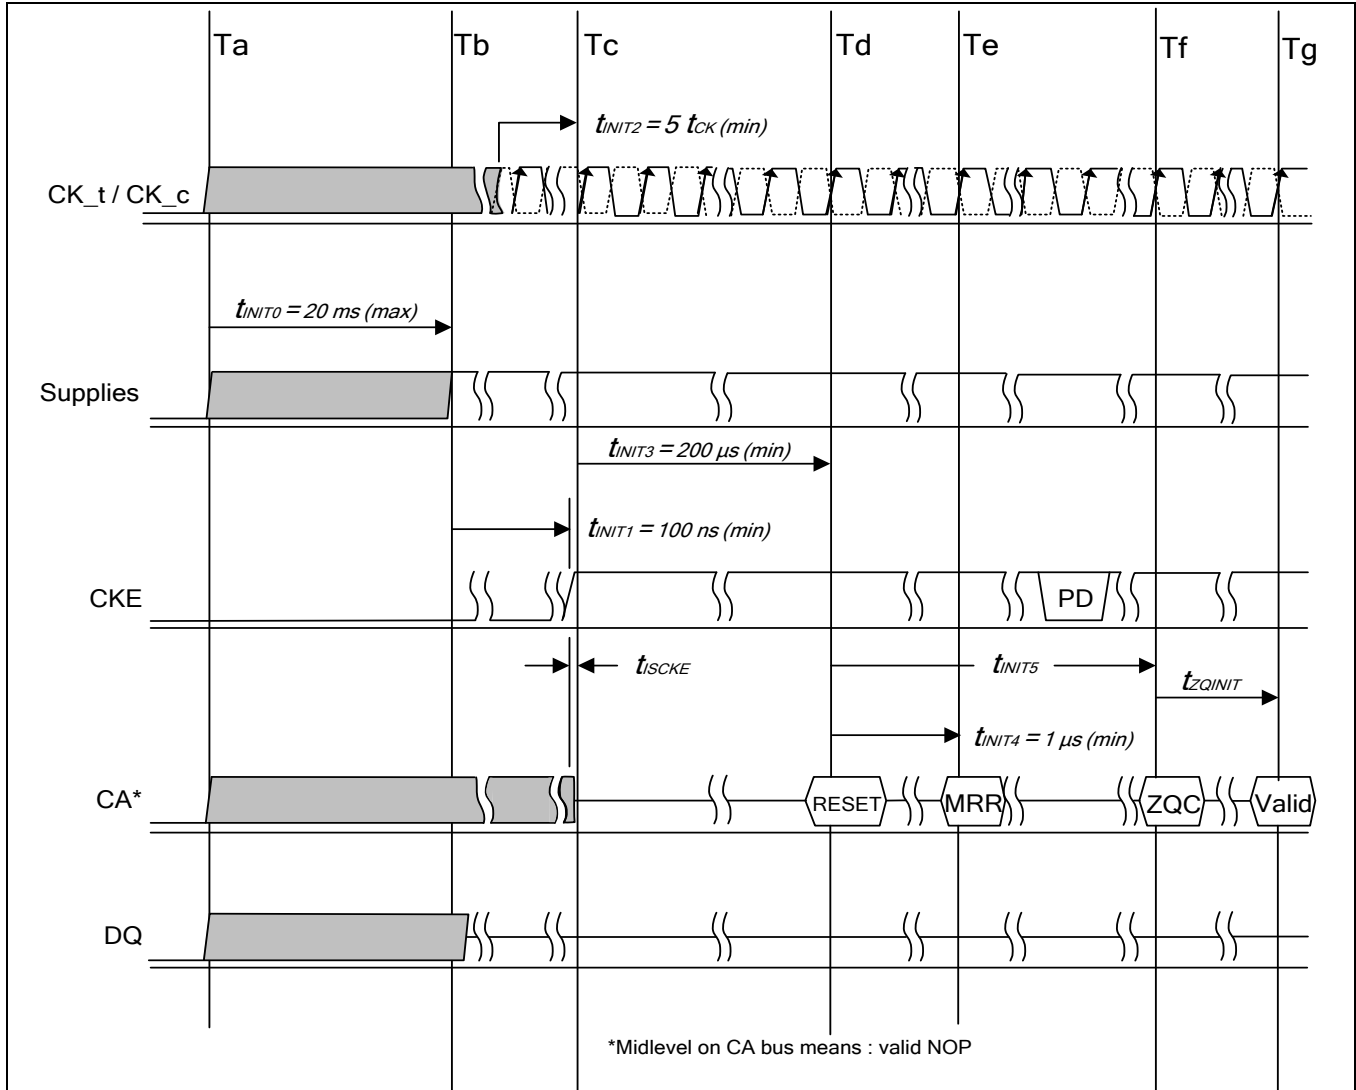 Ta Tb Tc Td Te Tf Tg
tINIT2 = 5 tCK (min)
CK_t / CK_c
tINIT0 = 20 ms (max)
Supplies
tINIT3 = 200 µs (min)
tINIT1 = 100 ns (min)
CKE
PD
tISCKE
tINIT5
tZQINIT
tINIT4 = 1 µs (min)
CA*
RESET MRR ZQC Valid
DQ
*Midlevel on CA bus means : valid NOP